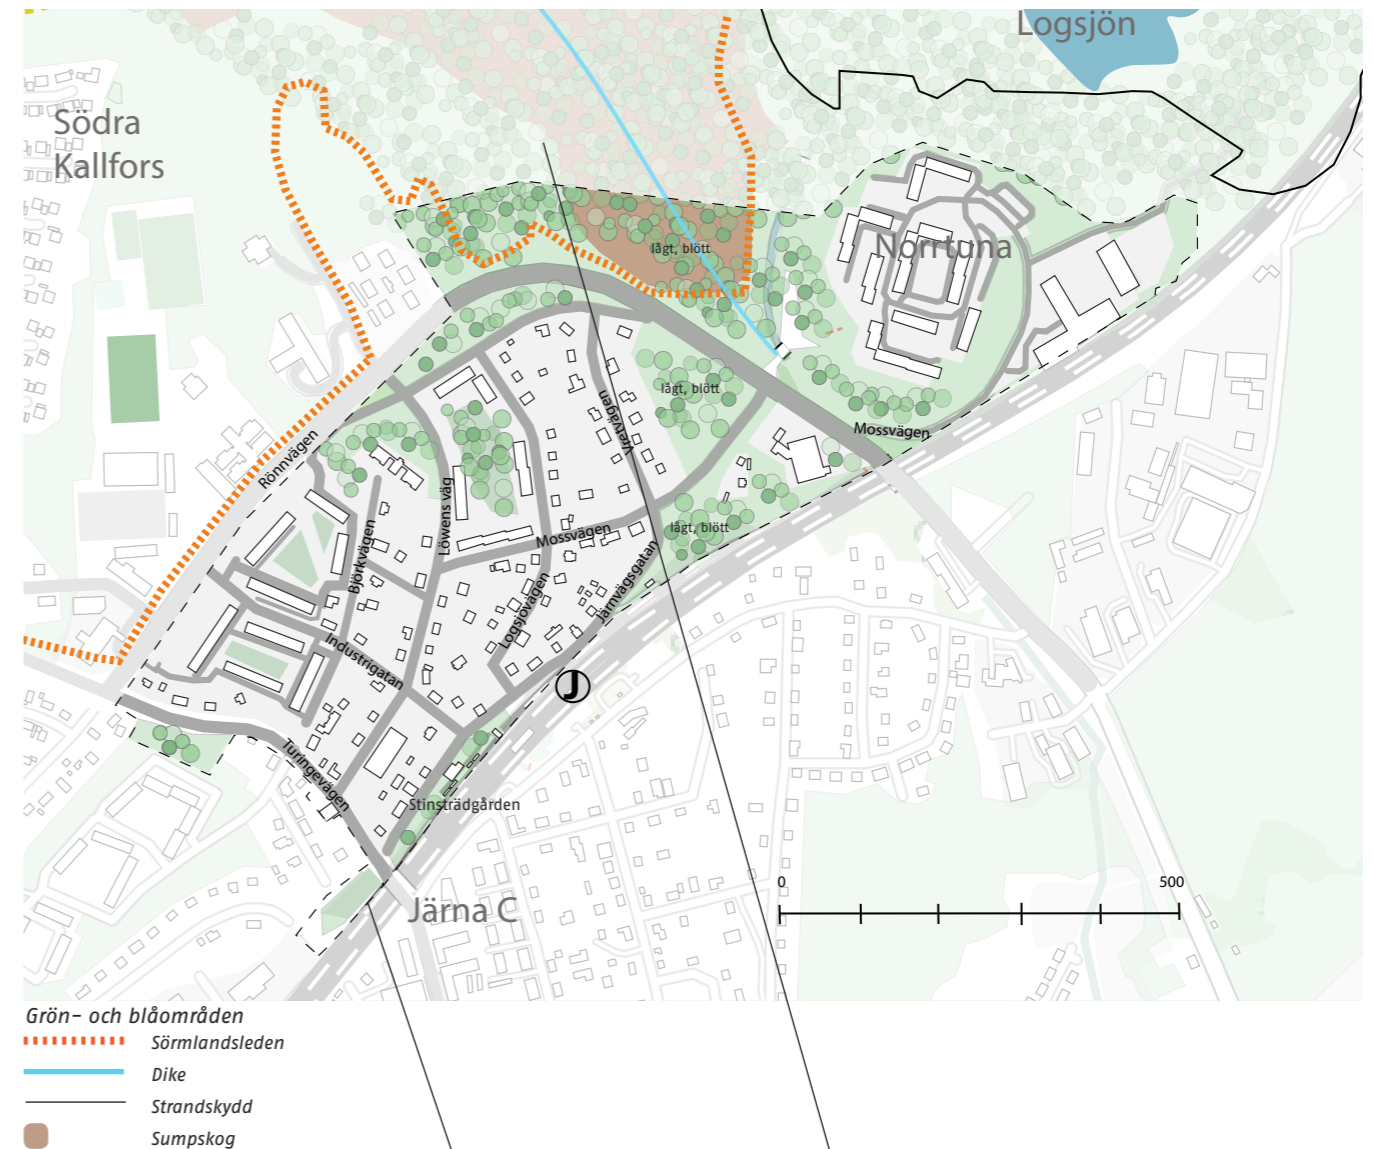 Logsjön
Södra
Kallfors
lågt, blött
Norrtuna
lågt, blött
Vretvägen
Mossvägen
Rönnvägen
Löwens väg
lågt, blött
Mossvägen
Björkvägen
Logsjövägen
Järnvägsgatan
Industrigatan
J
Turingevägen
Stinsträdgården
Järna C
0
500
Grön- och blåområden
Sörmlandsleden
Dike
Strandskydd
Sumpskog